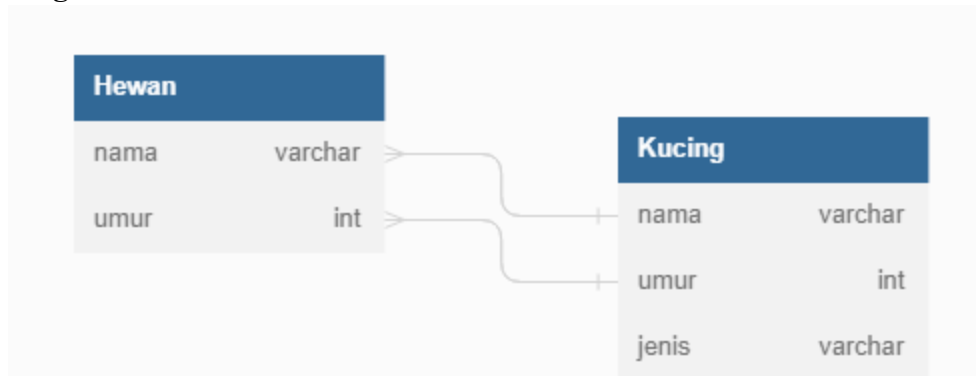 Hewan
nama varchar
umur int
Kucing
nama varchar
umur int
jenis varchar